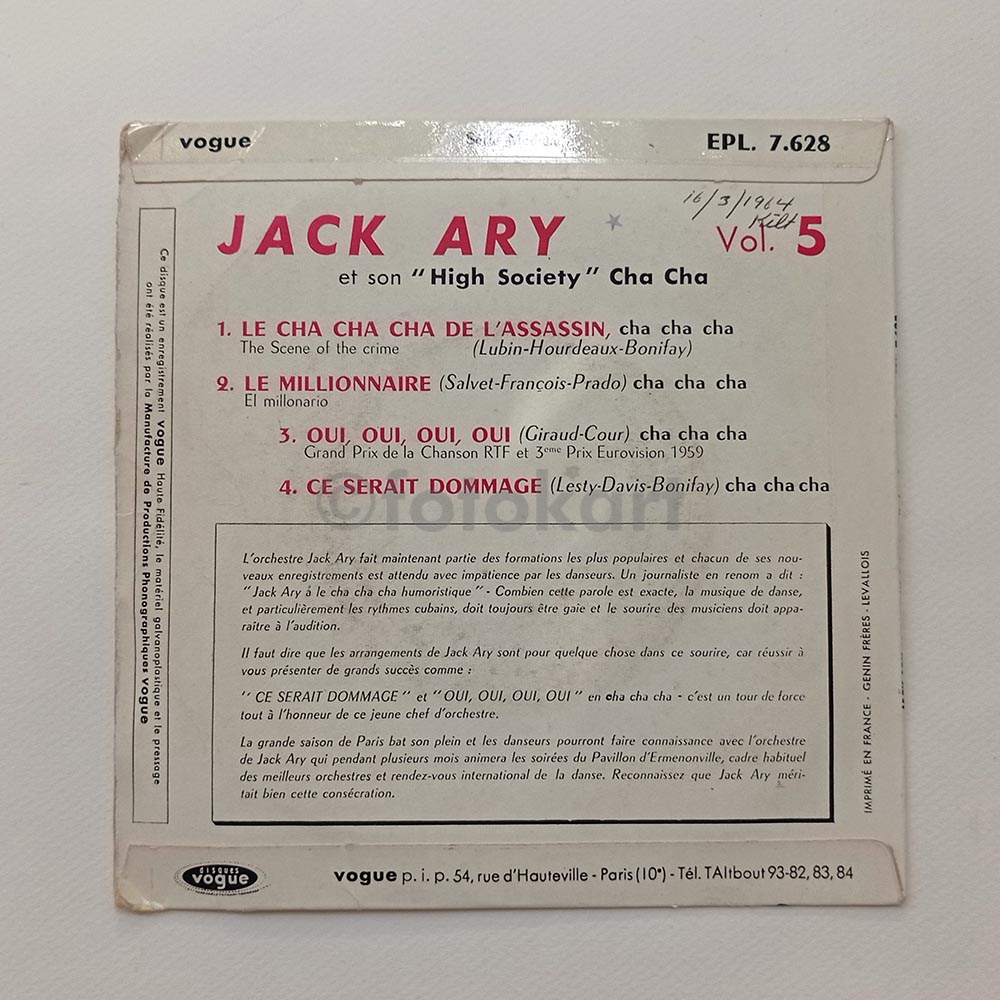 vogue
Série Médium
EPL. 7.628
16/3/1964
Kilt
JACK ARY Vol. 5
et son "High Society" Cha Cha
1. LE CHA CHA CHA DE L'ASSASSIN, cha cha cha
The Scene of the crime (Lubin-Hourdeaux-Bonifay)
2. LE MILLIONNAIRE (Salvet-François-Prado) cha cha cha
El millonario
3. OUI, OUI, OUI, OUI (Giraud-Cour) cha cha cha
Grand Prix de la Chanson RTF et 3eme Prix Eurovision 1959
4. CE SERAIT DOMMAGE (Lesty-Davis-Bonifay) cha cha cha
©fotokart
L'orchestre Jack Ary fait maintenant partie des formations les plus populaires et chacun de ses nou-
veaux enregistrements est attendu avec impatience par les danseurs. Un journaliste en renom a dit :
"Jack Ary à le cha cha cha humoristique" - Combien cette parole est exacte, la musique de danse,
et particulièrement les rythmes cubains, doit toujours être gaie et le sourire des musiciens doit appa-
raître à l'audition.
Il faut dire que les arrangements de Jack Ary sont pour quelque chose dans ce sourire, car réussir à
vous présenter de grands succès comme :
"CE SERAIT DOMMAGE" et "OUI, OUI, OUI, OUI" en cha cha cha - c'est un tour de force
tout à l'honneur de ce jeune chef d'orchestre.
La grande saison de Paris bat son plein et les danseurs pourront faire connaissance avec l'orchestre
de Jack Ary qui pendant plusieurs mois animera les soirées du Pavillon d'Ermenonville, cadre habituel
des meilleurs orchestres et rendez-vous international de la danse. Reconnaissez que Jack Ary méri-
tait bien cette consécration.
Ce disque est un enregistrement vogue Haute Fidélité, le matériel galvanoplastique et le pressage
ont été réalisés par la Manufacture de Productions Phonographiques vogue
IMPRIMÉ EN FRANCE - GENIN FRÈRES - LEVALLOIS
disques
vogue
vogue p. i. p. 54, rue d'Hauteville - Paris (10e) - Tél. TAItbout 93-82, 83, 84